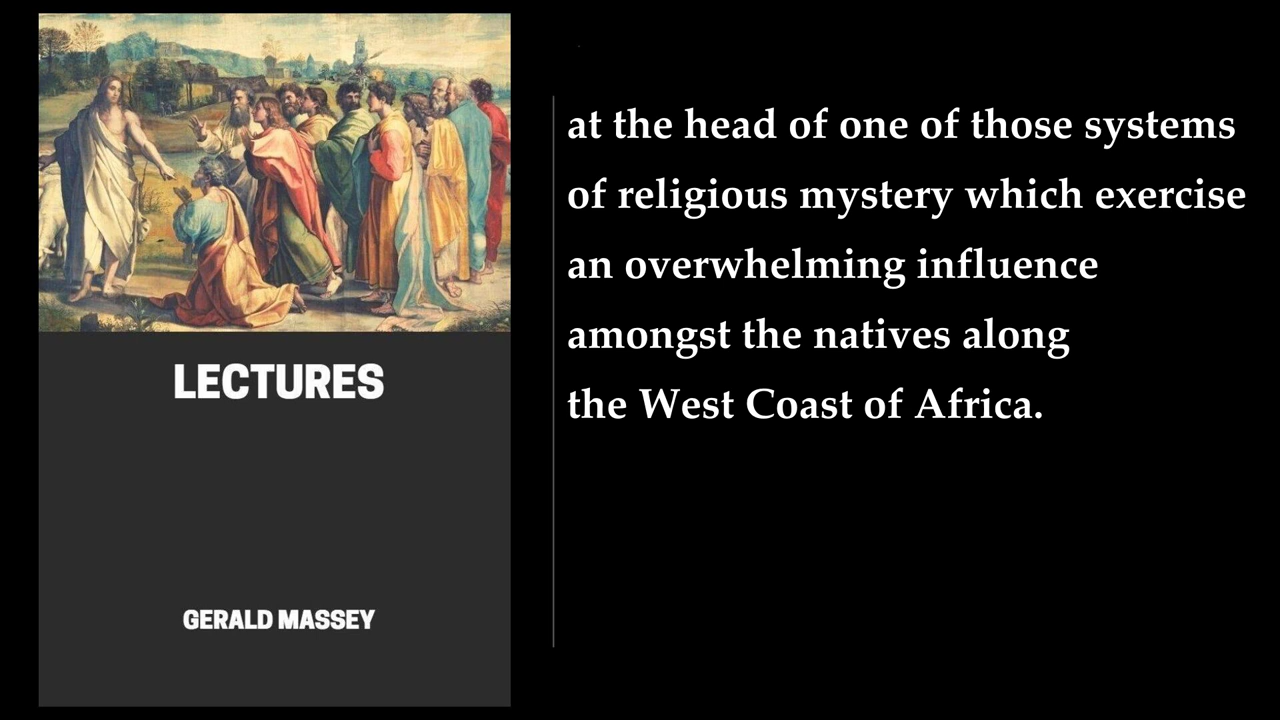 LECTURES
GERALD MASSEY
at the head of one of those systems
of religious mystery which exercise
an overwhelming influence
amongst the natives along
the West Coast of Africa.